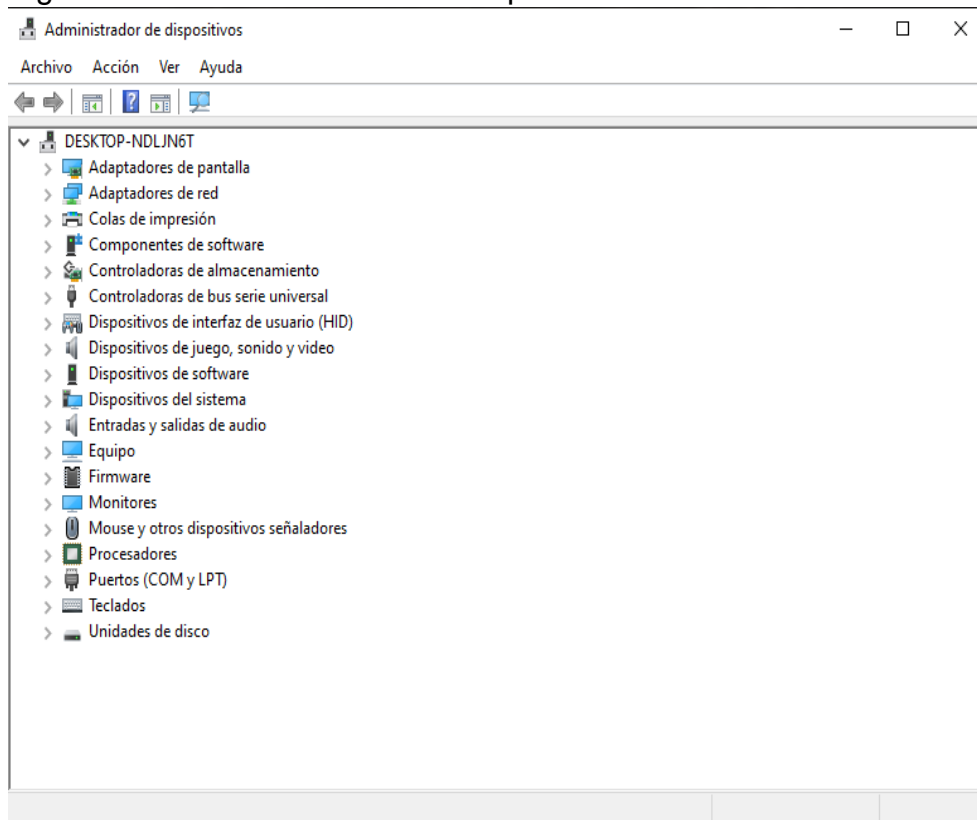 Administrador de dispositivos
Archivo Acción Ver Ayuda
DESKTOP-NDLJN6T
Adaptadores de pantalla
Adaptadores de red
Colas de impresión
Componentes de software
Controladoras de almacenamiento
Controladoras de bus serie universal
Dispositivos de interfaz de usuario (HID)
Dispositivos de juego, sonido y video
Dispositivos de software
Dispositivos del sistema
Entradas y salidas de audio
Equipo
Firmware
Monitores
Mouse y otros dispositivos señaladores
Procesadores
Puertos (COM y LPT)
Teclados
Unidades de disco